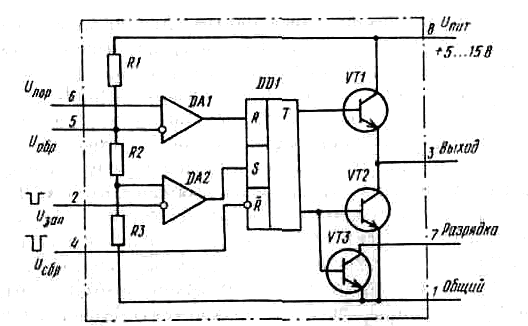 8 Uпит
+5...15 В
R1
DA1
DD1
VT1
Uпор 6
R T
Uобр 5
R2
DA2
S
3 Выход
VT2
Uзап 2
R̄
R3
VT3
7 Разрядка
Uсбр 4
1 Общий